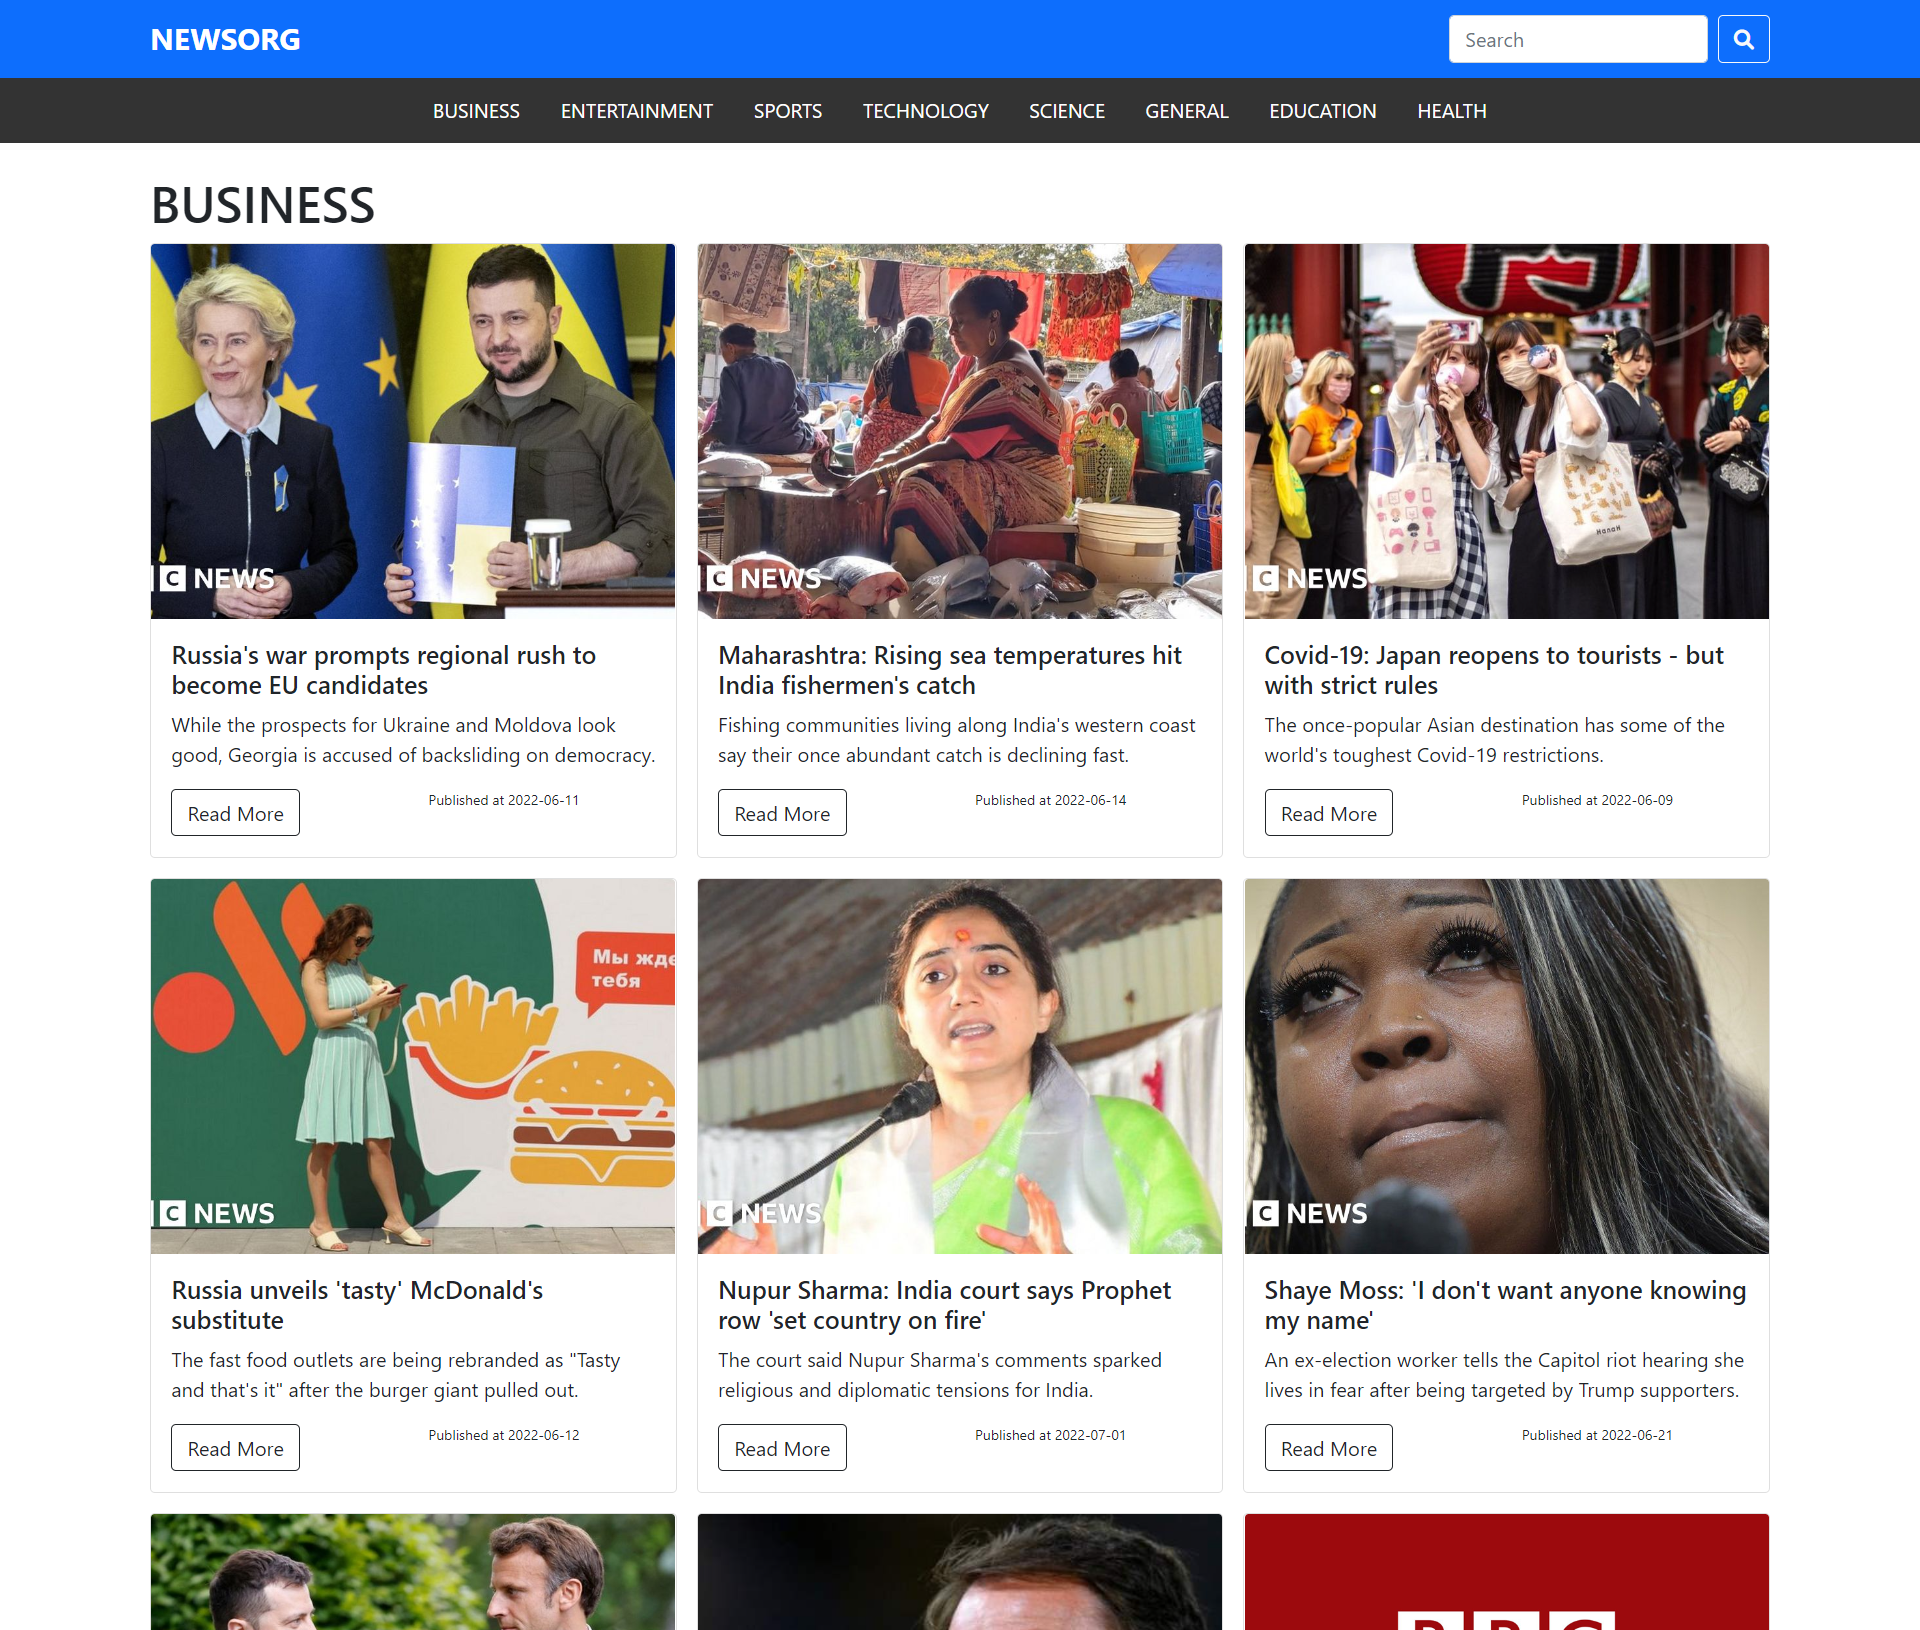 NEWSORG
Search
BUSINESS ENTERTAINMENT SPORTS TECHNOLOGY SCIENCE GENERAL EDUCATION HEALTH
BUSINESS
C NEWS
C NEWS
C NEWS
HanaH
Russia's war prompts regional rush to
become EU candidates
While the prospects for Ukraine and Moldova look
good, Georgia is accused of backsliding on democracy.
Read More
Published at 2022-06-11
Maharashtra: Rising sea temperatures hit
India fishermen's catch
Fishing communities living along India's western coast
say their once abundant catch is declining fast.
Read More
Published at 2022-06-14
Covid-19: Japan reopens to tourists - but
with strict rules
The once-popular Asian destination has some of the
world's toughest Covid-19 restrictions.
Read More
Published at 2022-06-09
Мы жде
тебя
C NEWS
C NEWS
C NEWS
Russia unveils 'tasty' McDonald's
substitute
The fast food outlets are being rebranded as "Tasty
and that's it" after the burger giant pulled out.
Read More
Published at 2022-06-12
Nupur Sharma: India court says Prophet
row 'set country on fire'
The court said Nupur Sharma's comments sparked
religious and diplomatic tensions for India.
Read More
Published at 2022-07-01
Shaye Moss: 'I don't want anyone knowing
my name'
An ex-election worker tells the Capitol riot hearing she
lives in fear after being targeted by Trump supporters.
Read More
Published at 2022-06-21
BBC